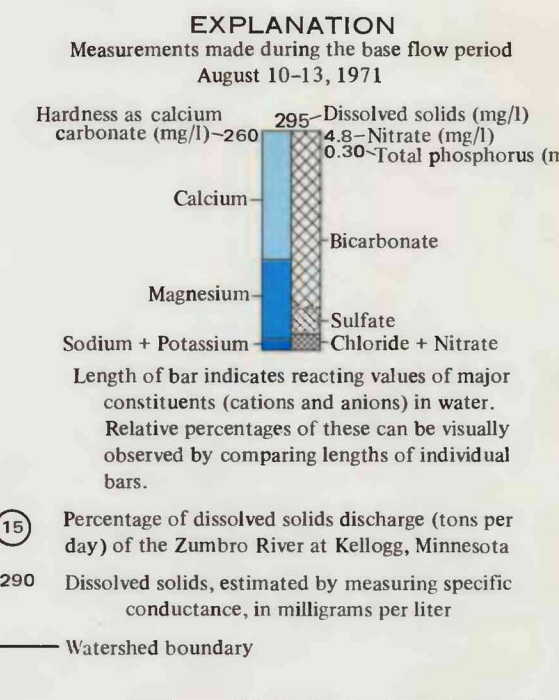 EXPLANATION
Measurements made during the base flow period
August 10–13, 1971
Hardness as calcium
carbonate (mg/l)–260
295–Dissolved solids (mg/l)
4.8–Nitrate (mg/l)
0.30–Total phosphorus (m
Calcium
Bicarbonate
Magnesium
Sulfate
Sodium + Potassium
Chloride + Nitrate
Length of bar indicates reacting values of major
constituents (cations and anions) in water.
Relative percentages of these can be visually
observed by comparing lengths of individual
bars.
15 Percentage of dissolved solids discharge (tons per
day) of the Zumbro River at Kellogg, Minnesota
290 Dissolved solids, estimated by measuring specific
conductance, in milligrams per liter
Watershed boundary